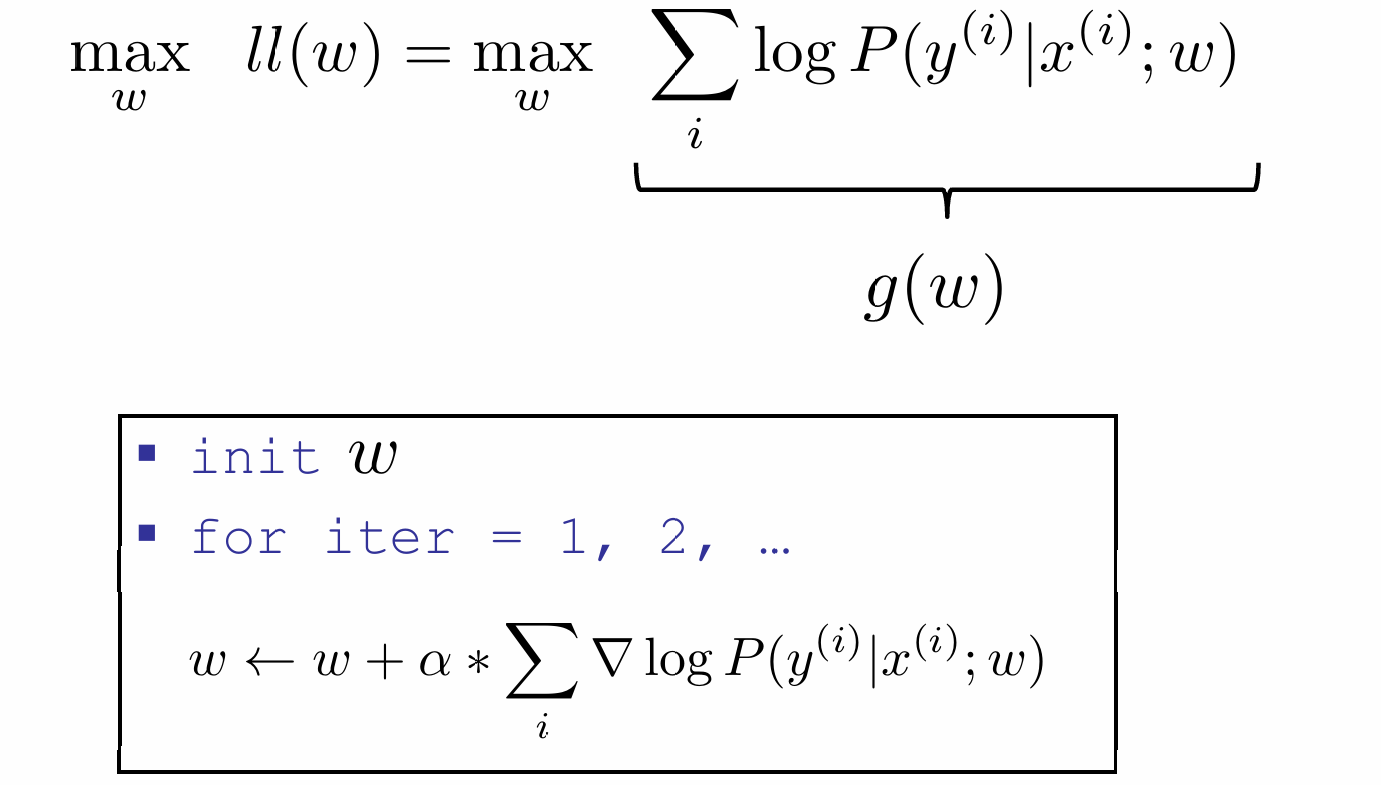 max_w ll(w) = max_w ∑_i log P(y^(i)|x^(i); w)
g(w)
▪ init w
▪ for iter = 1, 2, …
w ← w + α * ∑_i ∇ log P(y^(i)|x^(i); w)